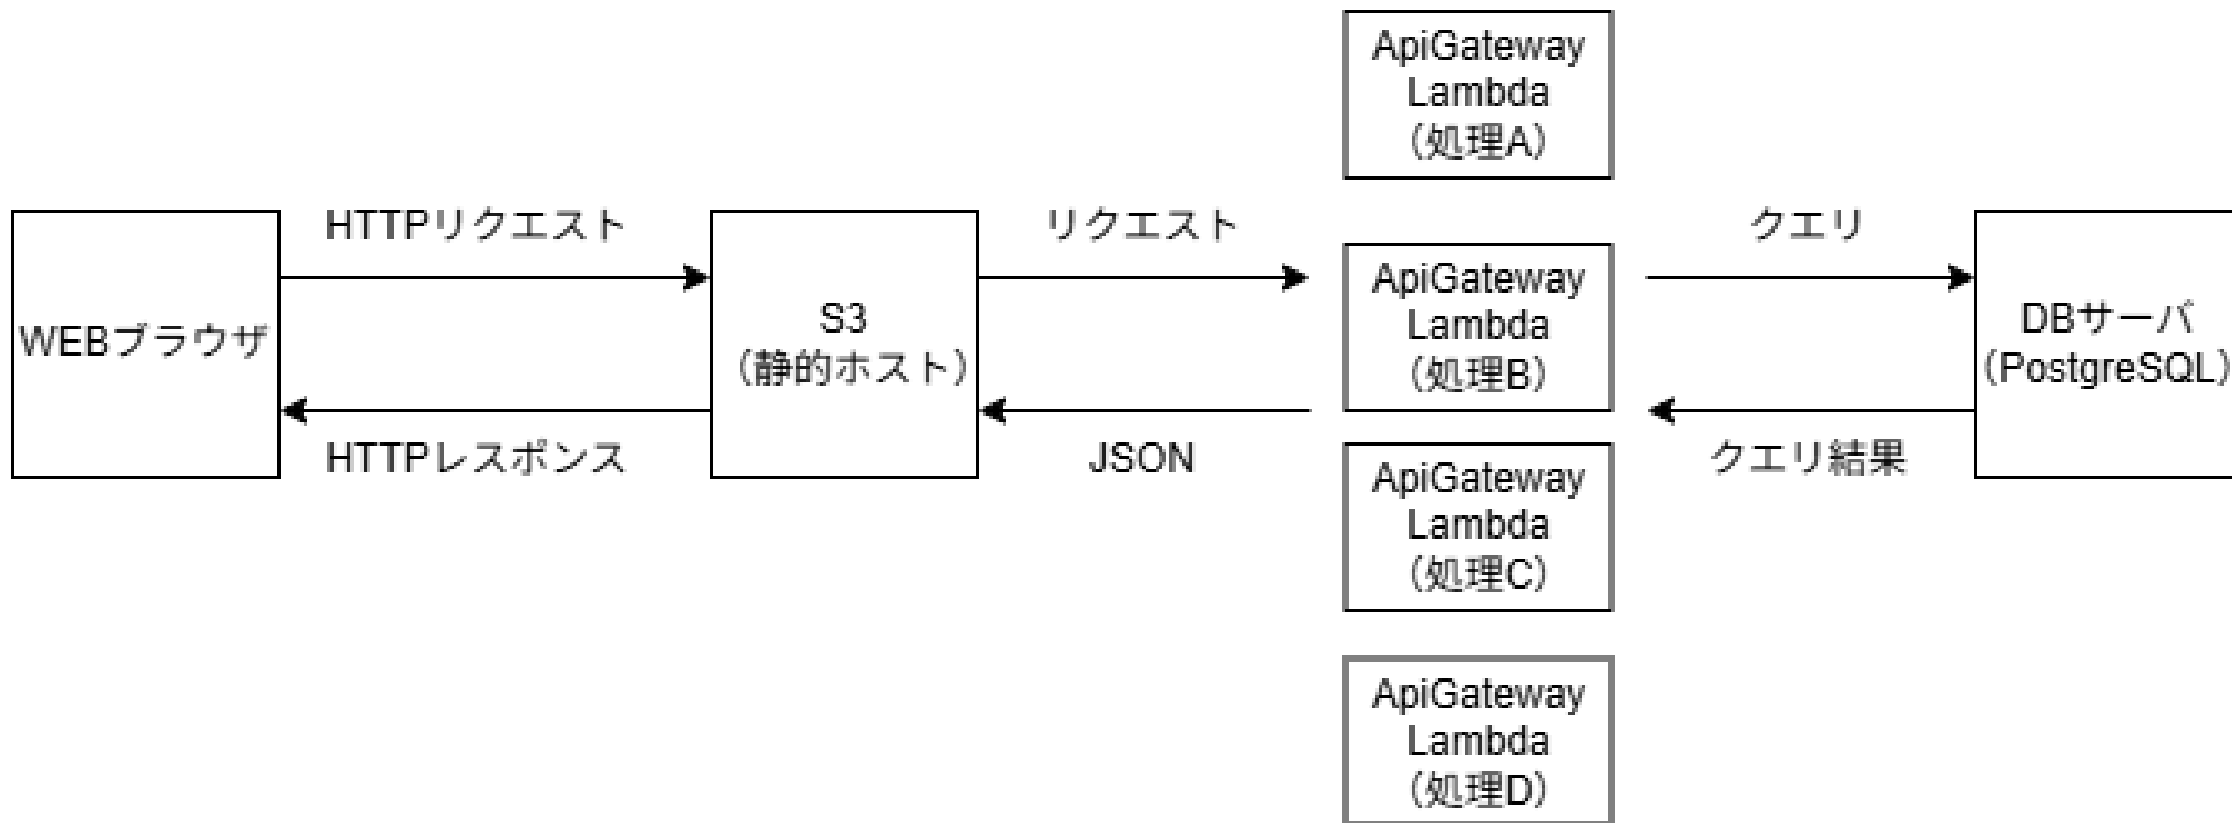 ApiGateway
Lambda
（処理A）
HTTPリクエスト
リクエスト
クエリ
WEBブラウザ
S3
（静的ホスト）
ApiGateway
Lambda
（処理B）
DBサーバ
（PostgreSQL）
HTTPレスポンス
JSON
クエリ結果
ApiGateway
Lambda
（処理C）
ApiGateway
Lambda
（処理D）